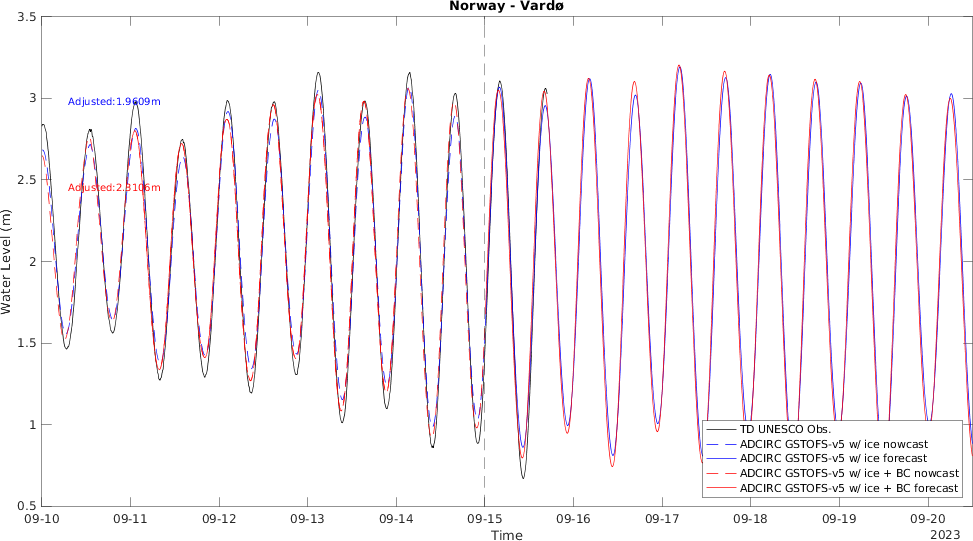 Norway - Vardø
3.5
3
2.5
2
1.5
1
0.5
Water Level (m)
Adjusted:1.9609m
Adjusted:2.3106m
TD UNESCO Obs.
ADCIRC GSTOFS-v5 w/ ice nowcast
ADCIRC GSTOFS-v5 w/ ice forecast
ADCIRC GSTOFS-v5 w/ ice + BC nowcast
ADCIRC GSTOFS-v5 w/ ice + BC forecast
09-10 09-11 09-12 09-13 09-14 09-15 09-16 09-17 09-18 09-19 09-20
2023
Time